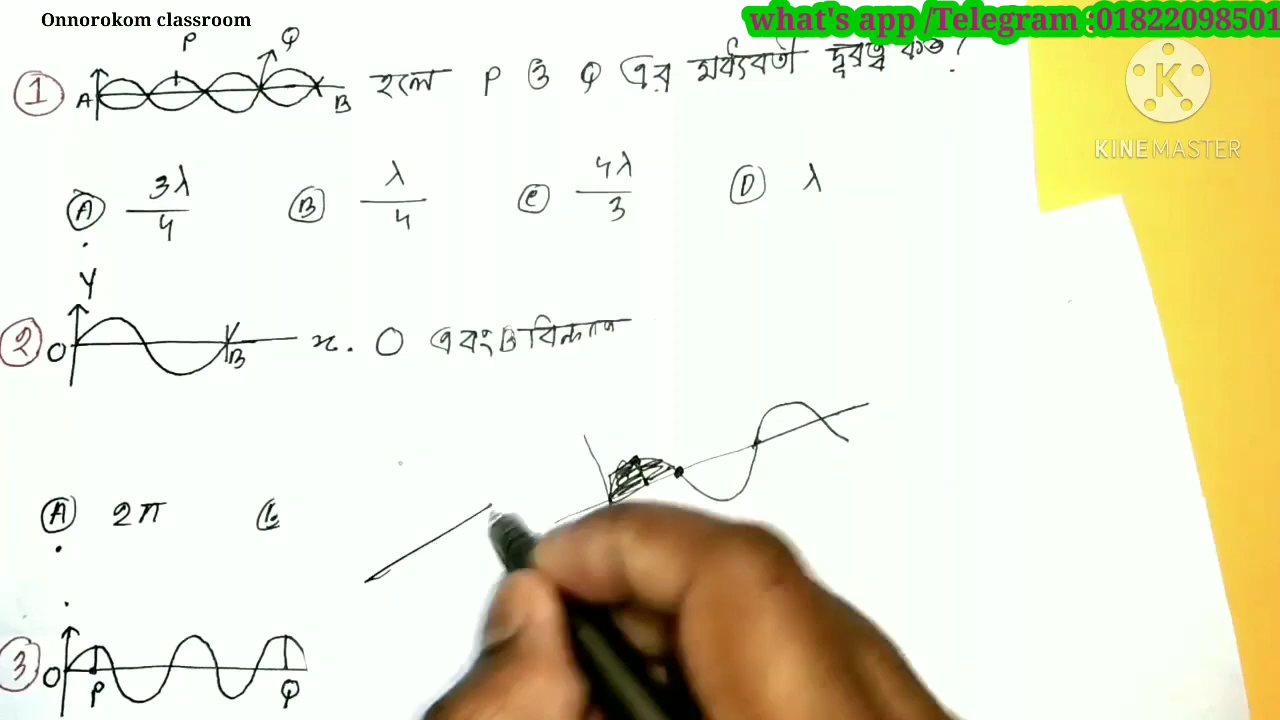 Onnorokom classroom
what's app /Telegram :01822098501
K
KINEMASTER
P Q
1 A B হলে P ও Q এর মধ্যবর্তী দূরত্ব কত?
A 3λ/4 B λ/4 C 4λ/3 D λ
Y
2 O B x. O এবং B
A 2π
3 O P Q